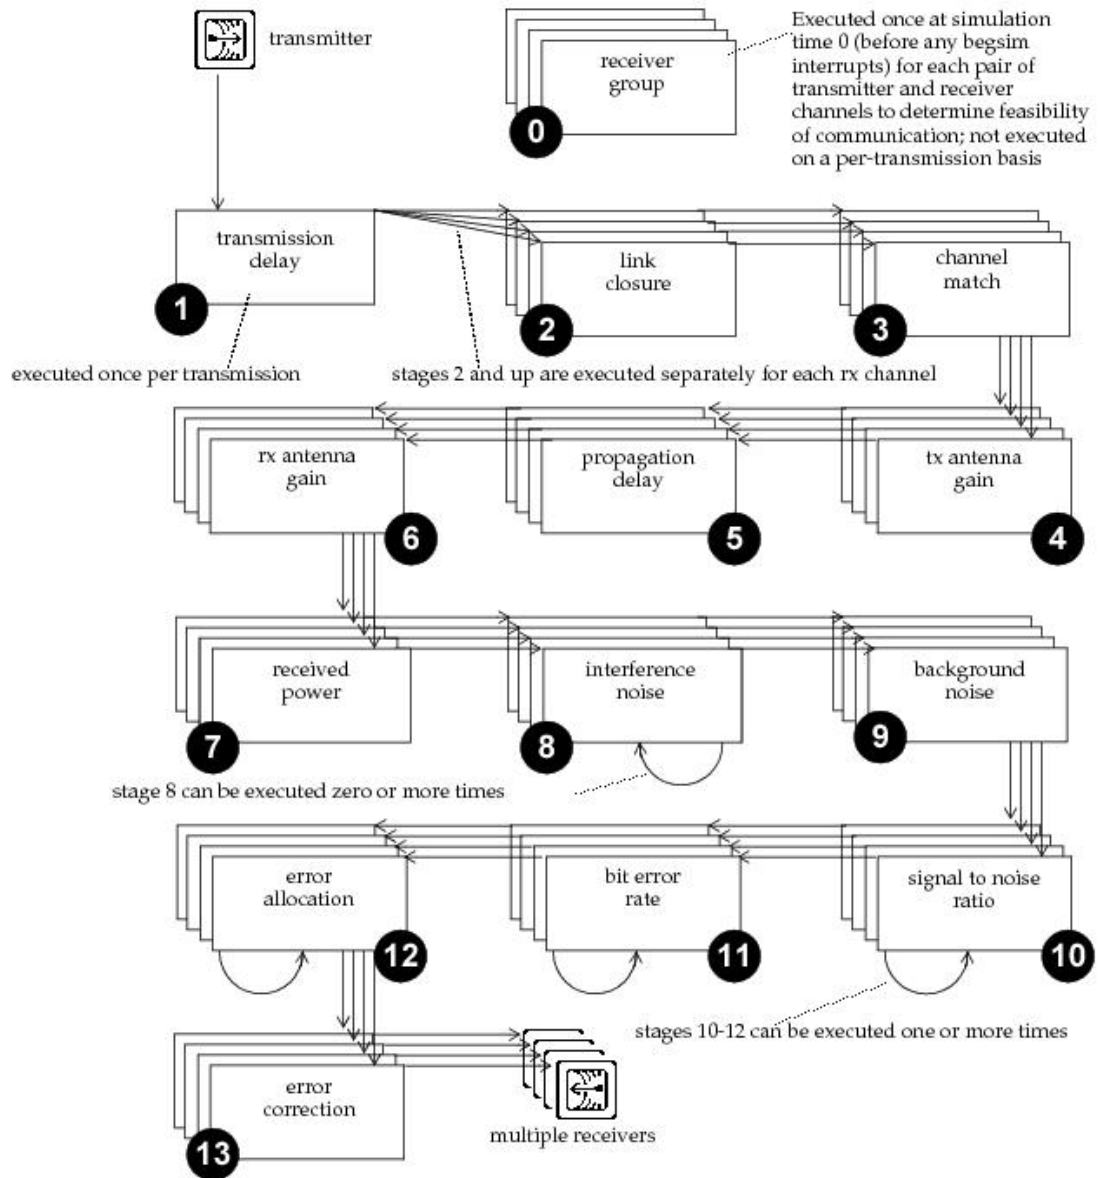 transmitter
receiver
group
0
Executed once at simulation
time 0 (before any begsim
interrupts) for each pair of
transmitter and receiver
channels to determine feasibility
of communication; not executed
on a per-transmission basis
transmission
delay
1
link
closure
2
channel
match
3
executed once per transmission
stages 2 and up are executed separately for each rx channel
rx antenna
gain
6
propagation
delay
5
tx antenna
gain
4
received
power
7
interference
noise
8
background
noise
9
stage 8 can be executed zero or more times
error
allocation
12
bit error
rate
11
signal to noise
ratio
10
stages 10-12 can be executed one or more times
error
correction
13
multiple receivers